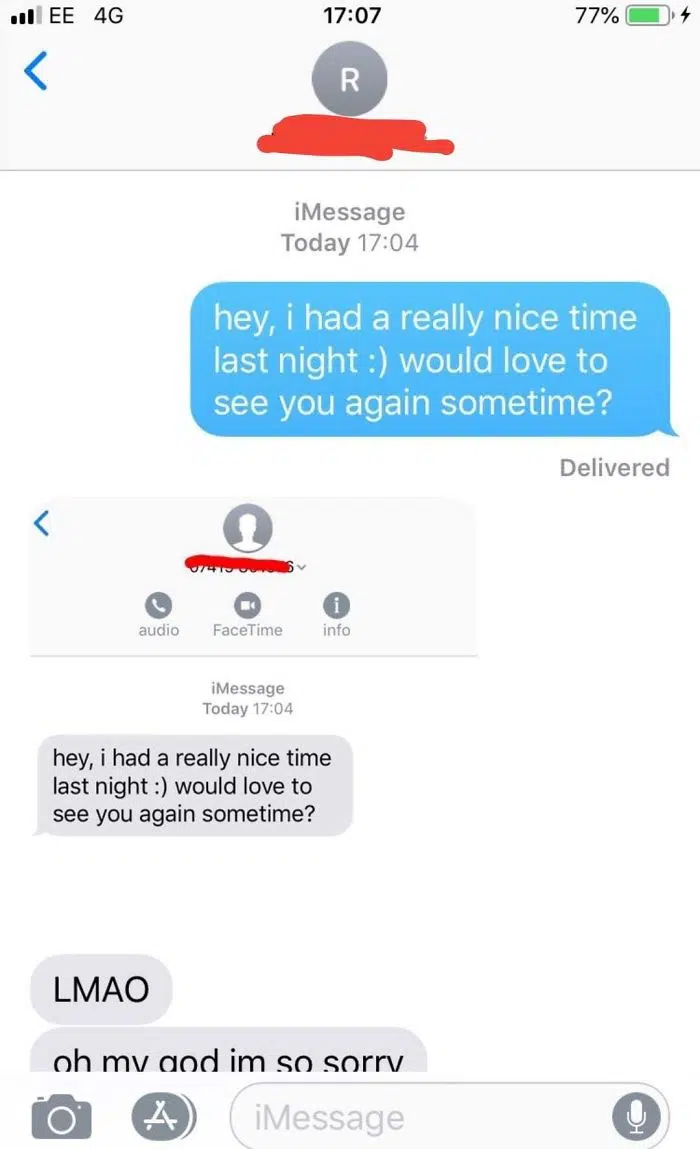 EE 4G 17:07 77%
R
iMessage
Today 17:04
hey, i had a really nice time
last night :) would love to
see you again sometime?
Delivered
audio FaceTime info
iMessage
Today 17:04
hey, i had a really nice time
last night :) would love to
see you again sometime?
LMAO
oh my god im so sorry
iMessage